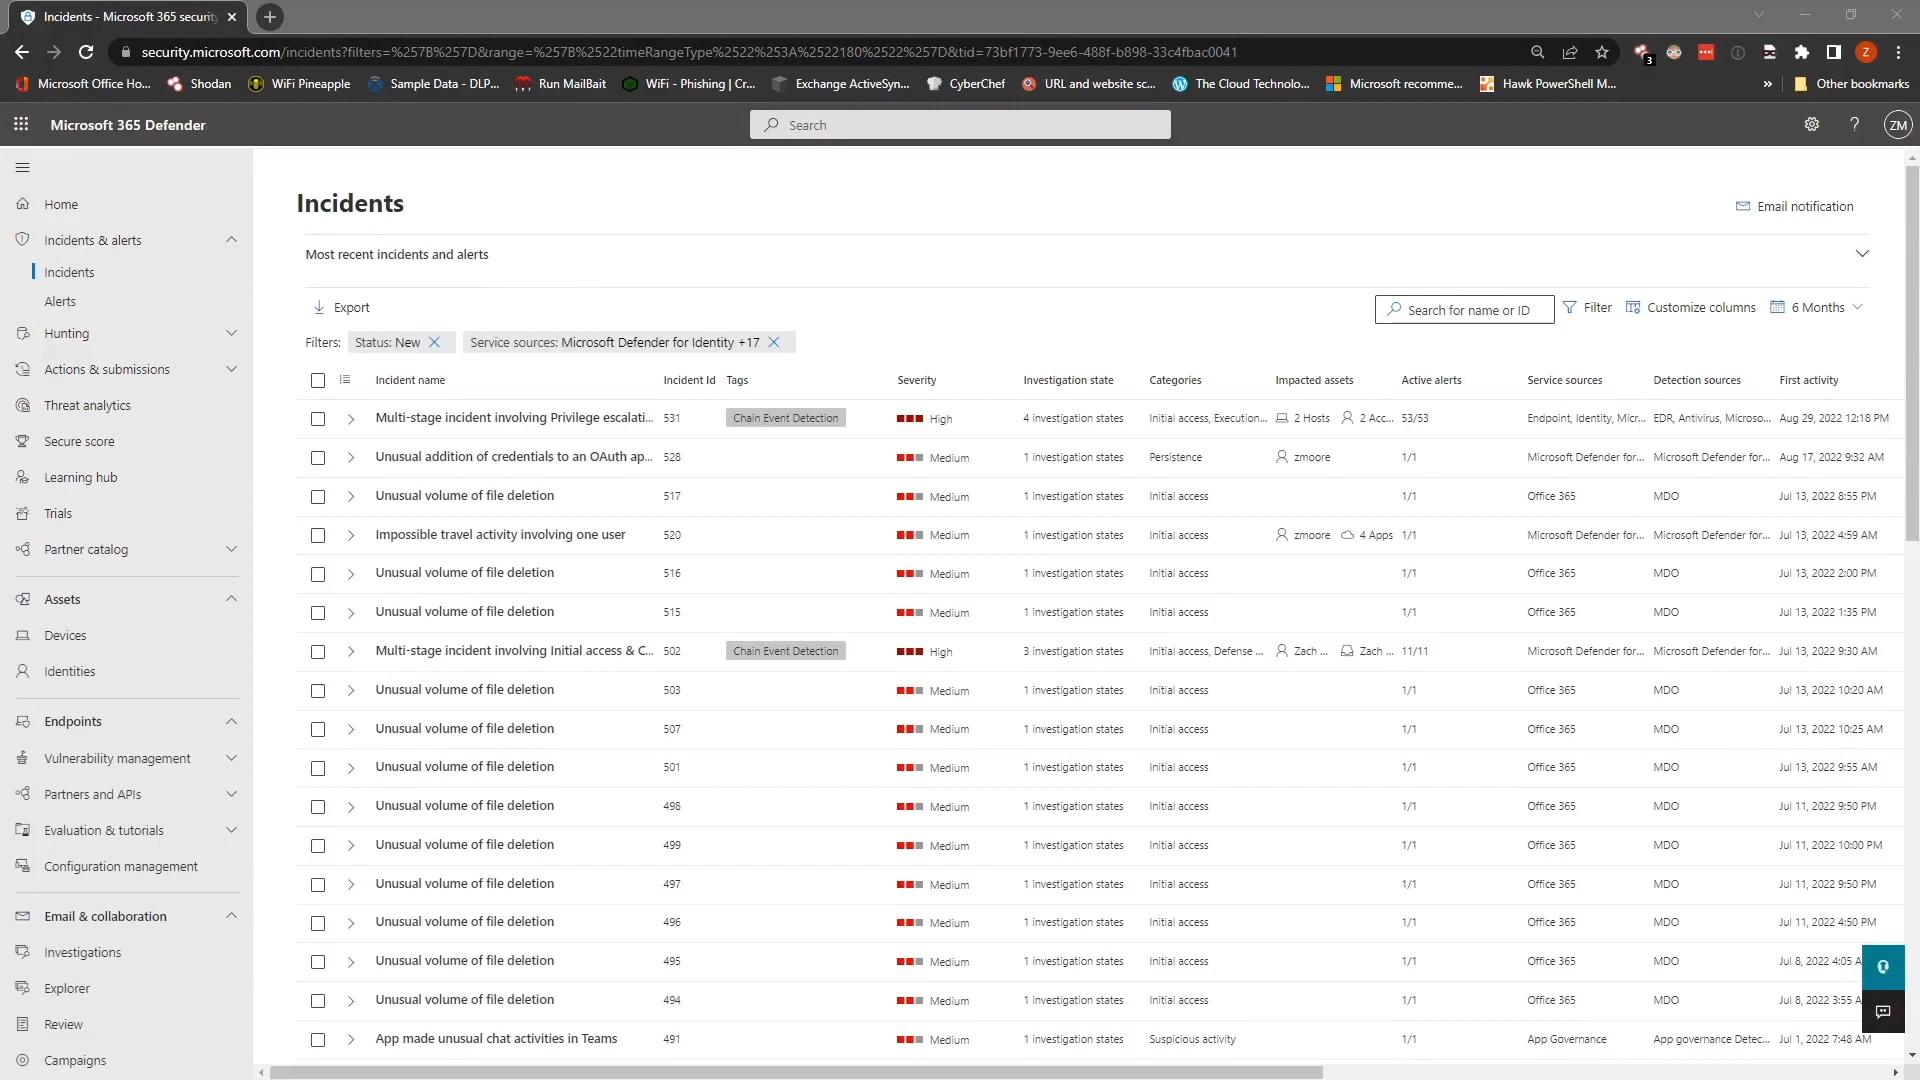 Incidents - Microsoft 365 security
security.microsoft.com/incidents?filters=%257B%257D&range=%257B%2522timeRangeType%2522%253A%2522180%2522%257D&tid=73bf1773-9ee6-488f-b898-33c4fbac0041
3
Z
Microsoft Office Ho... Shodan WiFi Pineapple Sample Data - DLP... Run MailBait WiFi - Phishing | Cr... Exchange ActiveSyn... CyberChef URL and website sc... The Cloud Technolo... Microsoft recomme... Hawk PowerShell M... » Other bookmarks
Microsoft 365 Defender
Search
?
ZM
Home
Incidents & alerts
Incidents
Alerts
Hunting
Actions & submissions
Threat analytics
Secure score
Learning hub
Trials
Partner catalog
Assets
Devices
Identities
Endpoints
Vulnerability management
Partners and APIs
Evaluation & tutorials
Configuration management
Email & collaboration
Investigations
Explorer
Review
Campaigns
Incidents
Email notification
Most recent incidents and alerts
Export
Search for name or ID Filter Customize columns 6 Months
Filters: Status: New Service sources: Microsoft Defender for Identity +17
Incident name Incident Id Tags Severity Investigation state Categories Impacted assets Active alerts Service sources Detection sources First activity
Multi-stage incident involving Privilege escalati... 531 Chain Event Detection High 4 investigation states Initial access, Execution... 2 Hosts 2 Acc... 53/53 Endpoint, Identity, Micr... EDR, Antivirus, Microso... Aug 29, 2022 12:18 PM
Unusual addition of credentials to an OAuth ap... 528 Medium 1 investigation states Persistence zmoore 1/1 Microsoft Defender for... Microsoft Defender for... Aug 17, 2022 9:32 AM
Unusual volume of file deletion 517 Medium 1 investigation states Initial access 1/1 Office 365 MDO Jul 13, 2022 8:55 PM
Impossible travel activity involving one user 520 Medium 1 investigation states Initial access zmoore 4 Apps 1/1 Microsoft Defender for... Microsoft Defender for... Jul 13, 2022 4:59 AM
Unusual volume of file deletion 516 Medium 1 investigation states Initial access 1/1 Office 365 MDO Jul 13, 2022 2:00 PM
Unusual volume of file deletion 515 Medium 1 investigation states Initial access 1/1 Office 365 MDO Jul 13, 2022 1:35 PM
Multi-stage incident involving Initial access & C... 502 Chain Event Detection High 3 investigation states Initial access, Defense ... Zach ... Zach ... 11/11 Microsoft Defender for... Microsoft Defender for... Jul 13, 2022 9:30 AM
Unusual volume of file deletion 503 Medium 1 investigation states Initial access 1/1 Office 365 MDO Jul 13, 2022 10:20 AM
Unusual volume of file deletion 507 Medium 1 investigation states Initial access 1/1 Office 365 MDO Jul 13, 2022 10:25 AM
Unusual volume of file deletion 501 Medium 1 investigation states Initial access 1/1 Office 365 MDO Jul 13, 2022 9:55 AM
Unusual volume of file deletion 498 Medium 1 investigation states Initial access 1/1 Office 365 MDO Jul 11, 2022 9:50 PM
Unusual volume of file deletion 499 Medium 1 investigation states Initial access 1/1 Office 365 MDO Jul 11, 2022 10:00 PM
Unusual volume of file deletion 497 Medium 1 investigation states Initial access 1/1 Office 365 MDO Jul 11, 2022 9:50 PM
Unusual volume of file deletion 496 Medium 1 investigation states Initial access 1/1 Office 365 MDO Jul 11, 2022 4:50 PM
Unusual volume of file deletion 495 Medium 1 investigation states Initial access 1/1 Office 365 MDO Jul 8, 2022 4:05 A
Unusual volume of file deletion 494 Medium 1 investigation states Initial access 1/1 Office 365 MDO Jul 8, 2022 3:55 A
App made unusual chat activities in Teams 491 Medium 1 investigation states Suspicious activity 1/1 App Governance App governance Detec... Jul 1, 2022 7:48 AM